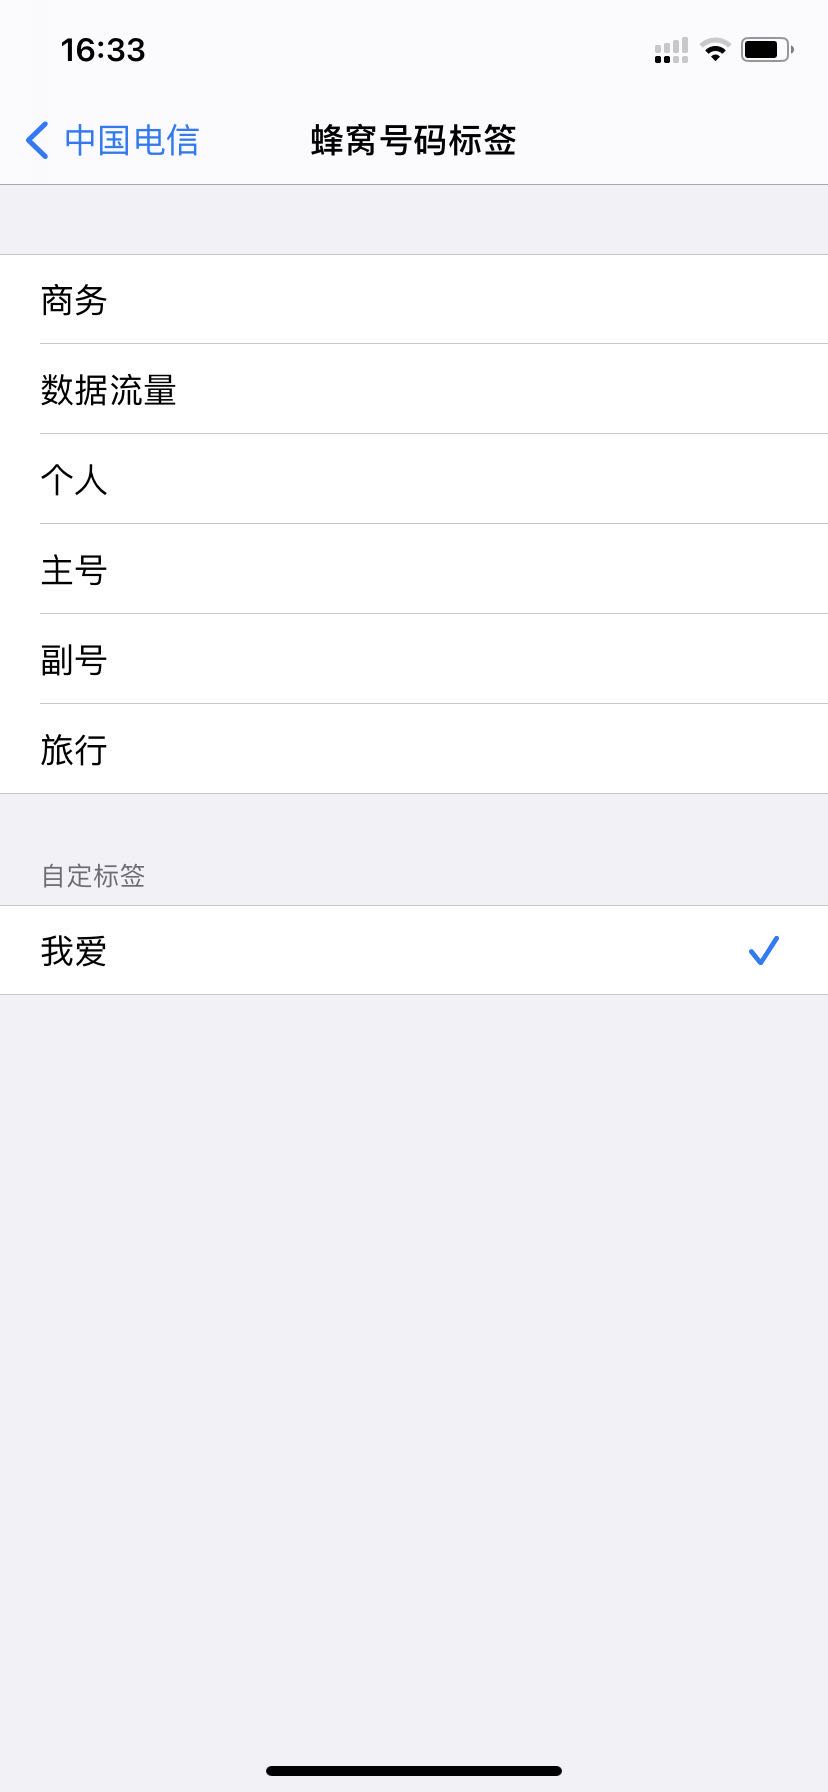 16:33
中国电信 蜂窝号码标签
商务
数据流量
个人
主号
副号
旅行
自定标签
我爱